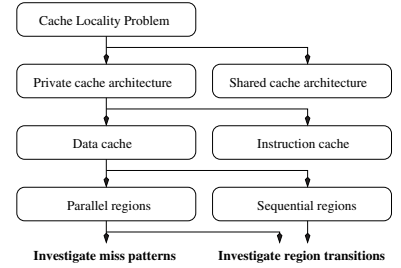 Cache Locality Problem
Private cache architecture
Shared cache architecture
Data cache
Instruction cache
Parallel regions
Sequential regions
Investigate miss patterns
Investigate region transitions